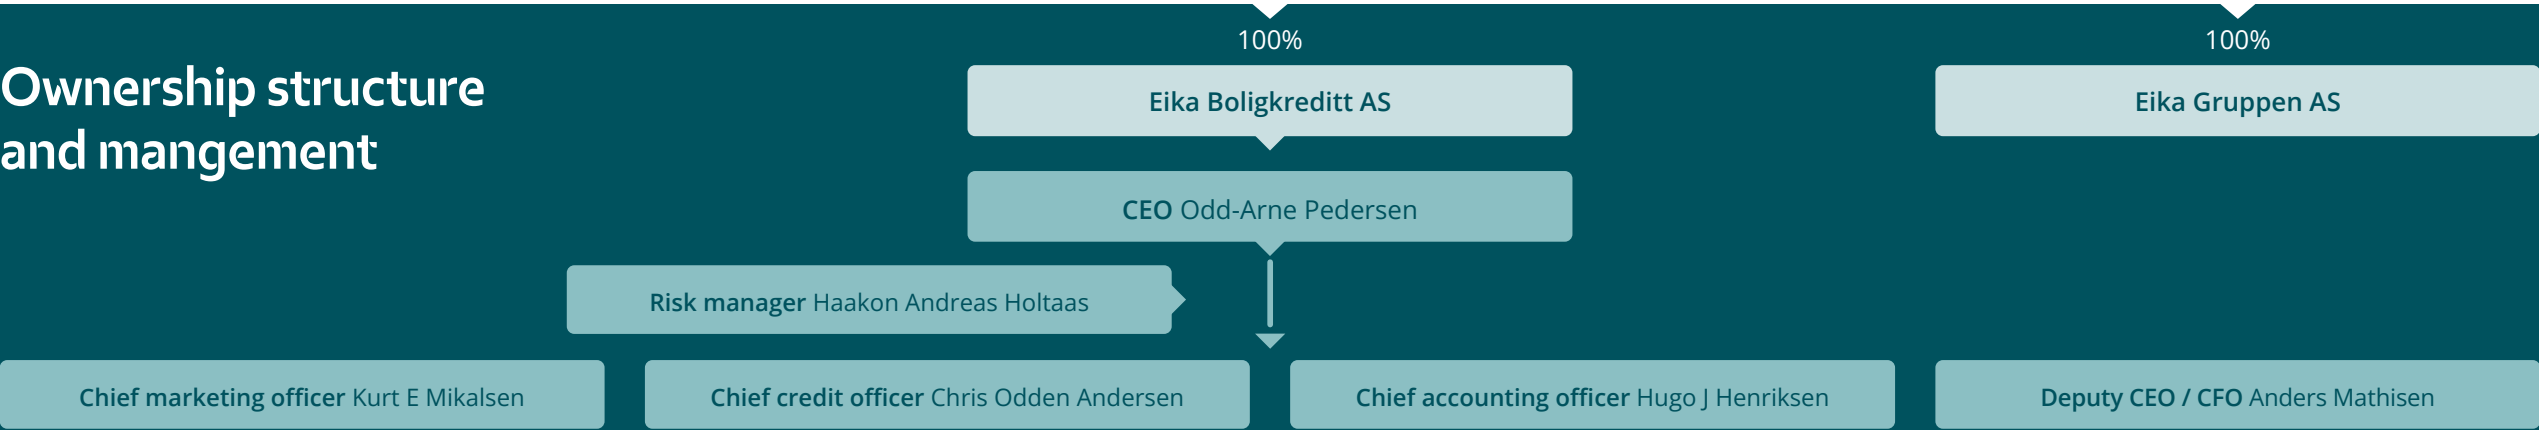 100%
100%
Ownership structure
and mangement
Eika Boligkreditt AS
Eika Gruppen AS
CEO Odd-Arne Pedersen
Risk manager Haakon Andreas Holtaas
Chief marketing officer Kurt E Mikalsen
Chief credit officer Chris Odden Andersen
Chief accounting officer Hugo J Henriksen
Deputy CEO / CFO Anders Mathisen